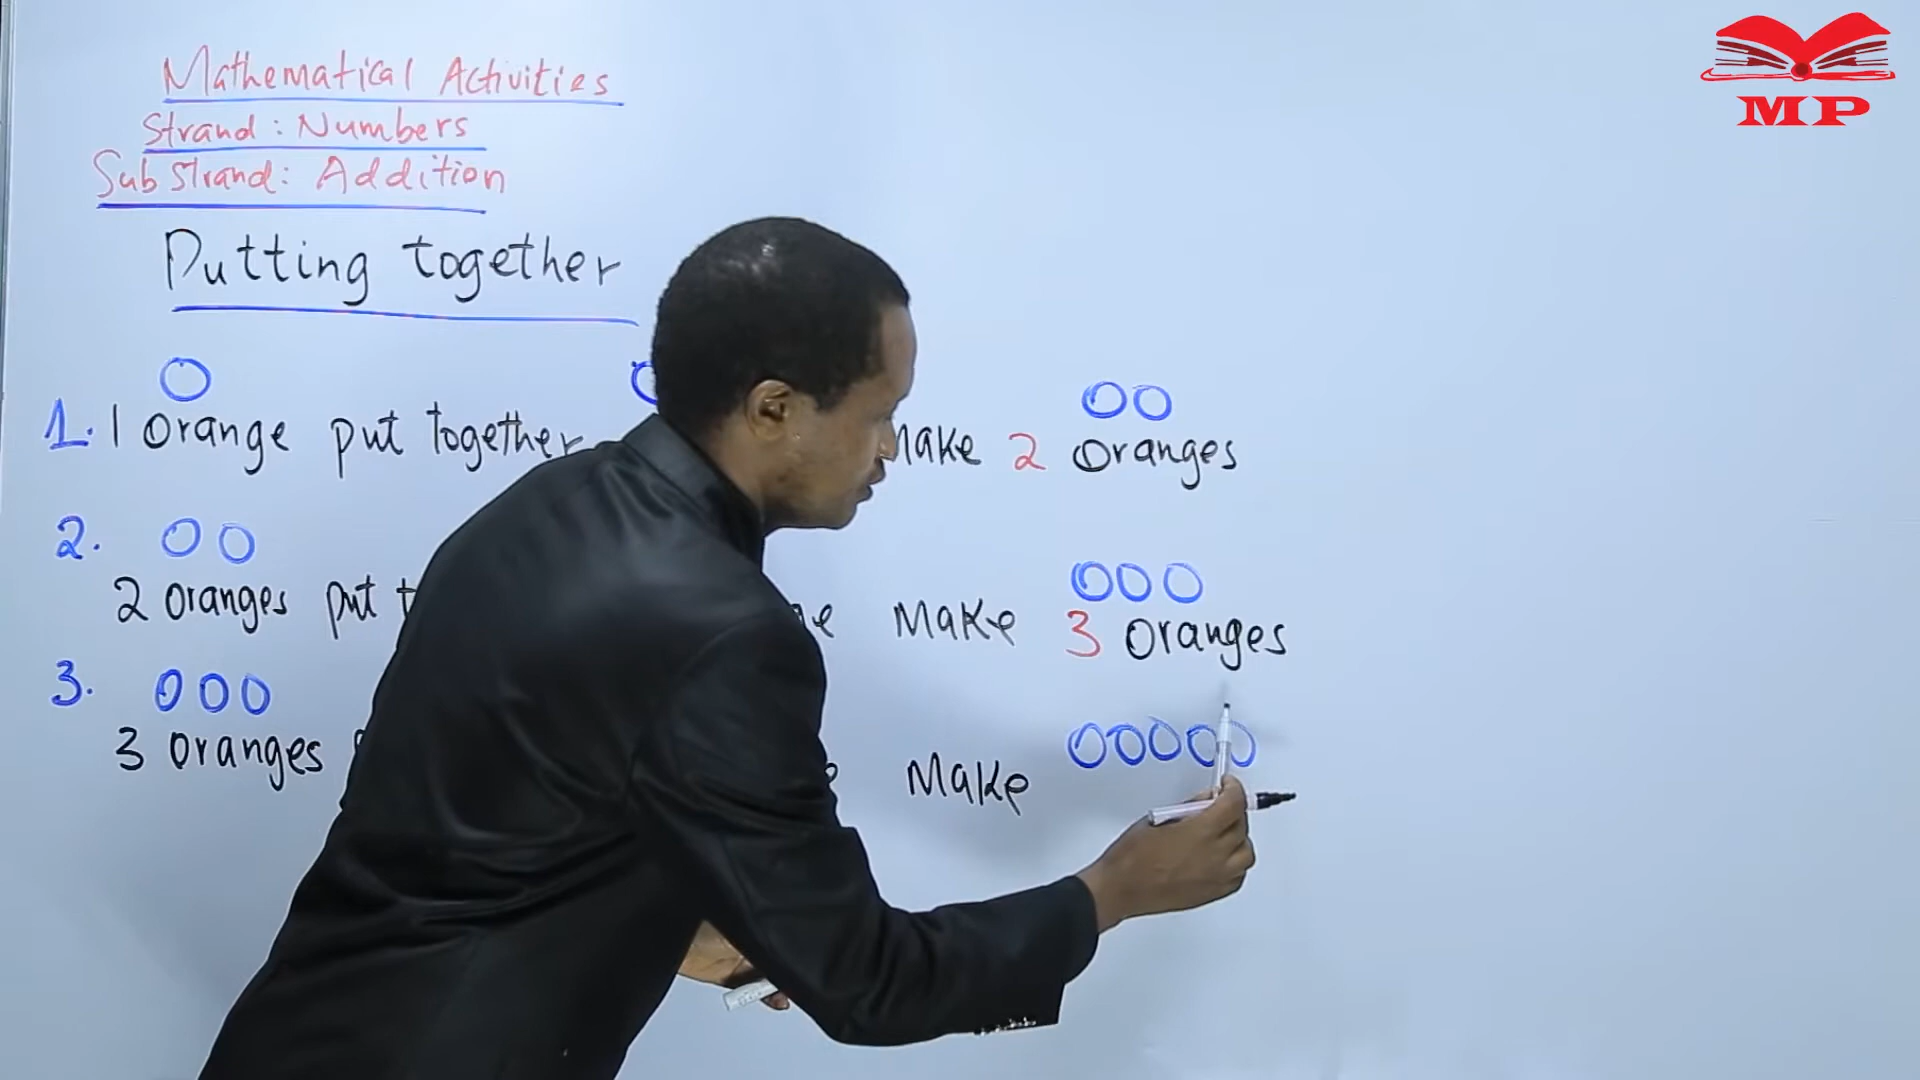 Mathematical Activities
Strand: Numbers
Sub Strand: Addition
Putting together
1. 1 Orange put together make 2 Oranges
2.
2 Oranges put make 3 Oranges
3.
3 Oranges make
MP